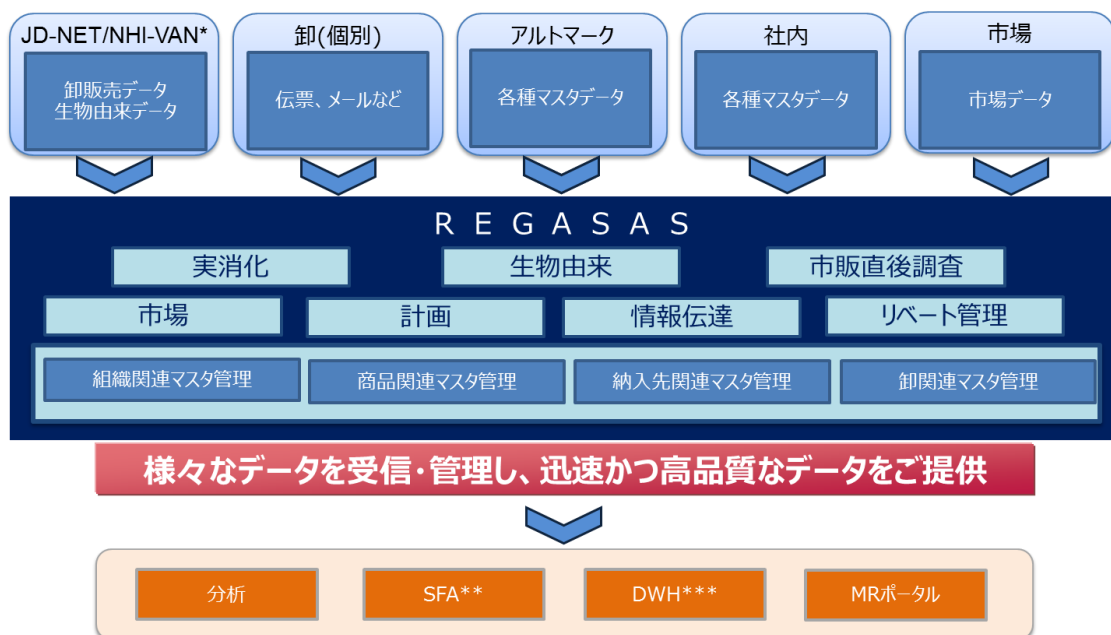 JD-NET/NHI-VAN*
卸販売データ
生物由来データ
卸(個別)
伝票、メールなど
アルトマーク
各種マスタデータ
社内
各種マスタデータ
市場
市場データ
REGASAS
実消化
生物由来
市販直後調査
市場
計画
情報伝達
リベート管理
組織関連マスタ管理
商品関連マスタ管理
納入先関連マスタ管理
卸関連マスタ管理
様々なデータを受信・管理し、迅速かつ高品質なデータをご提供
分析
SFA**
DWH***
MRポータル